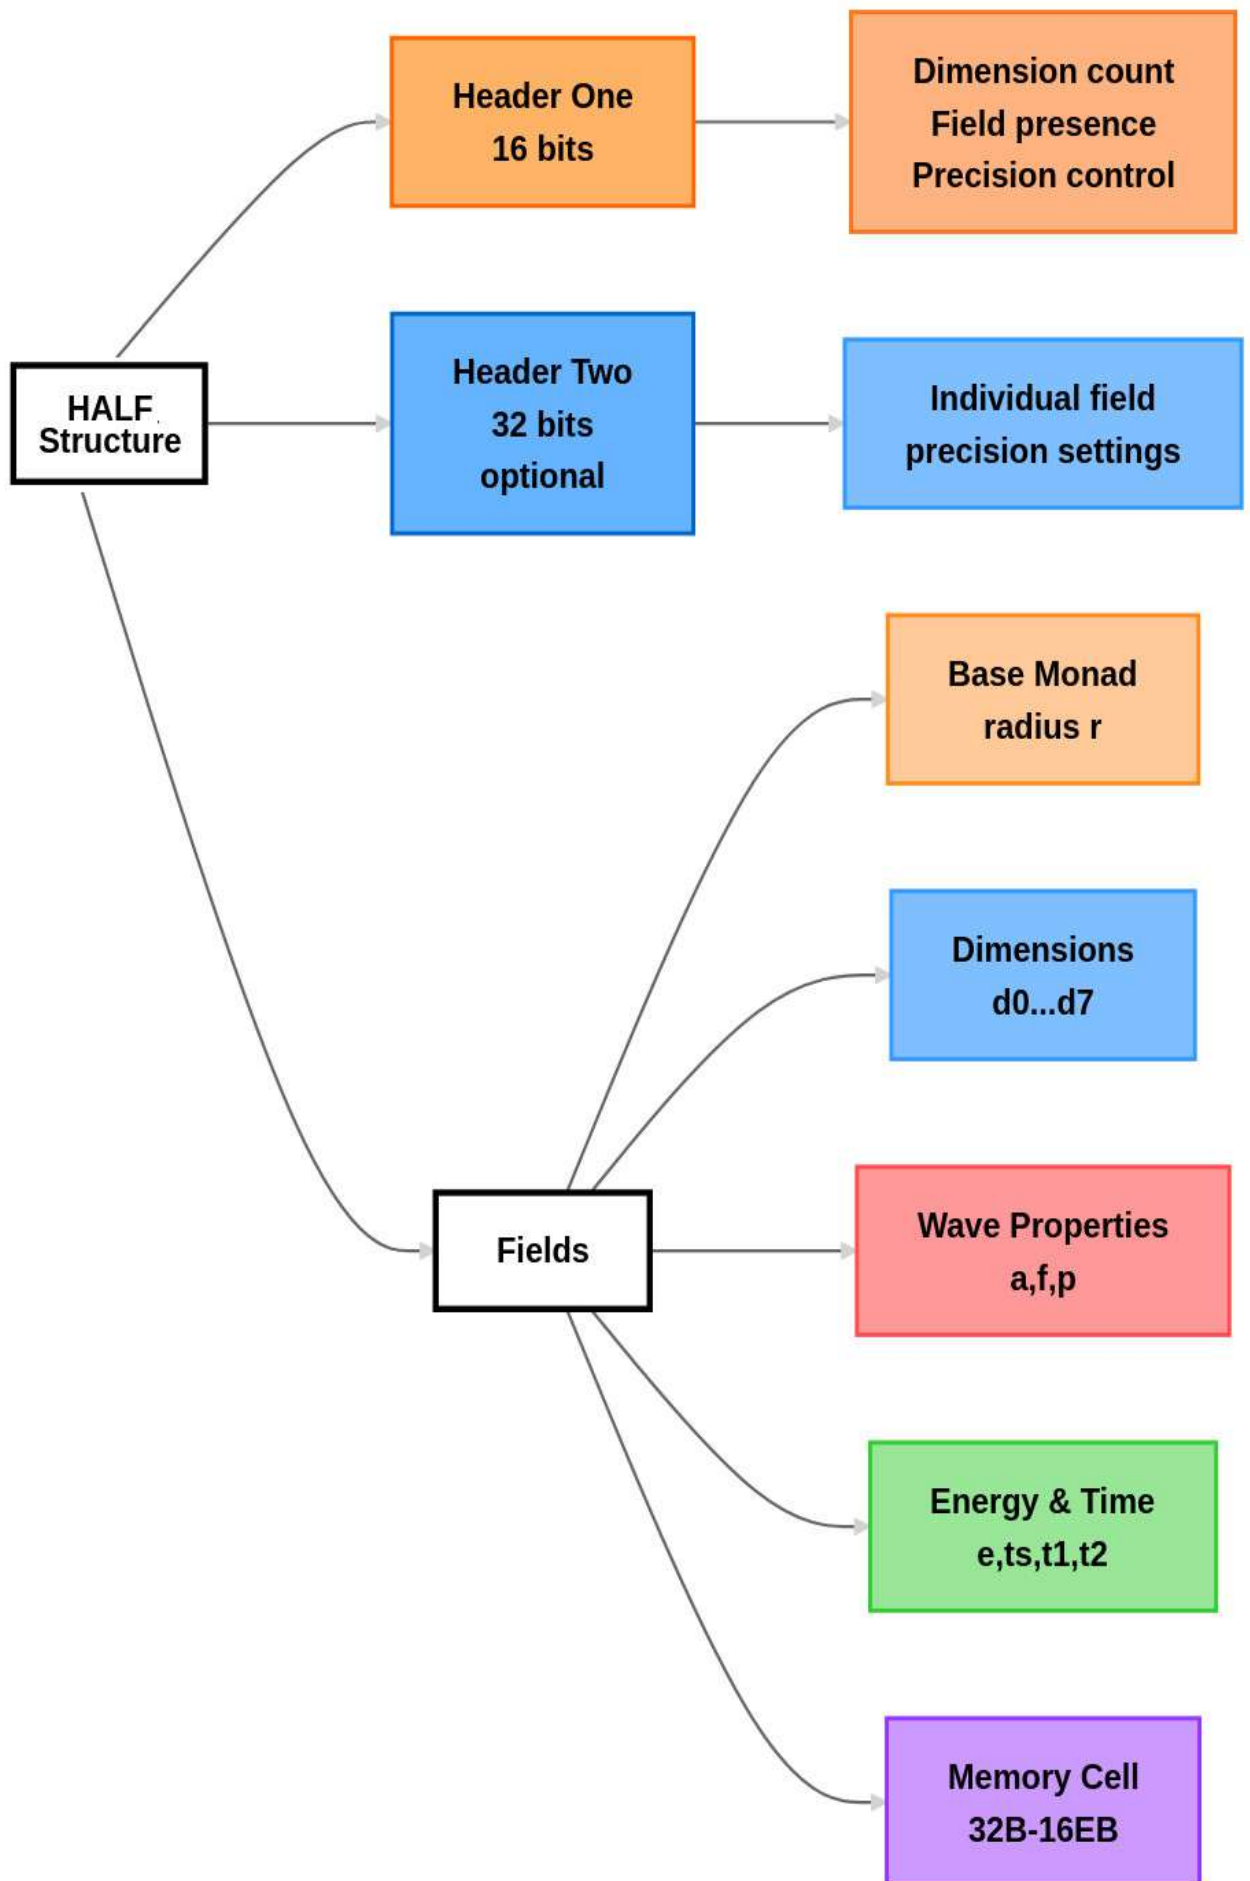 Header One
16 bits
Dimension count
Field presence
Precision control
HALF
Structure
Header Two
32 bits
optional
Individual field
precision settings
Base Monad
radius r
Dimensions
d0...d7
Fields
Wave Properties
a,f,p
Energy & Time
e,ts,t1,t2
Memory Cell
32B-16EB